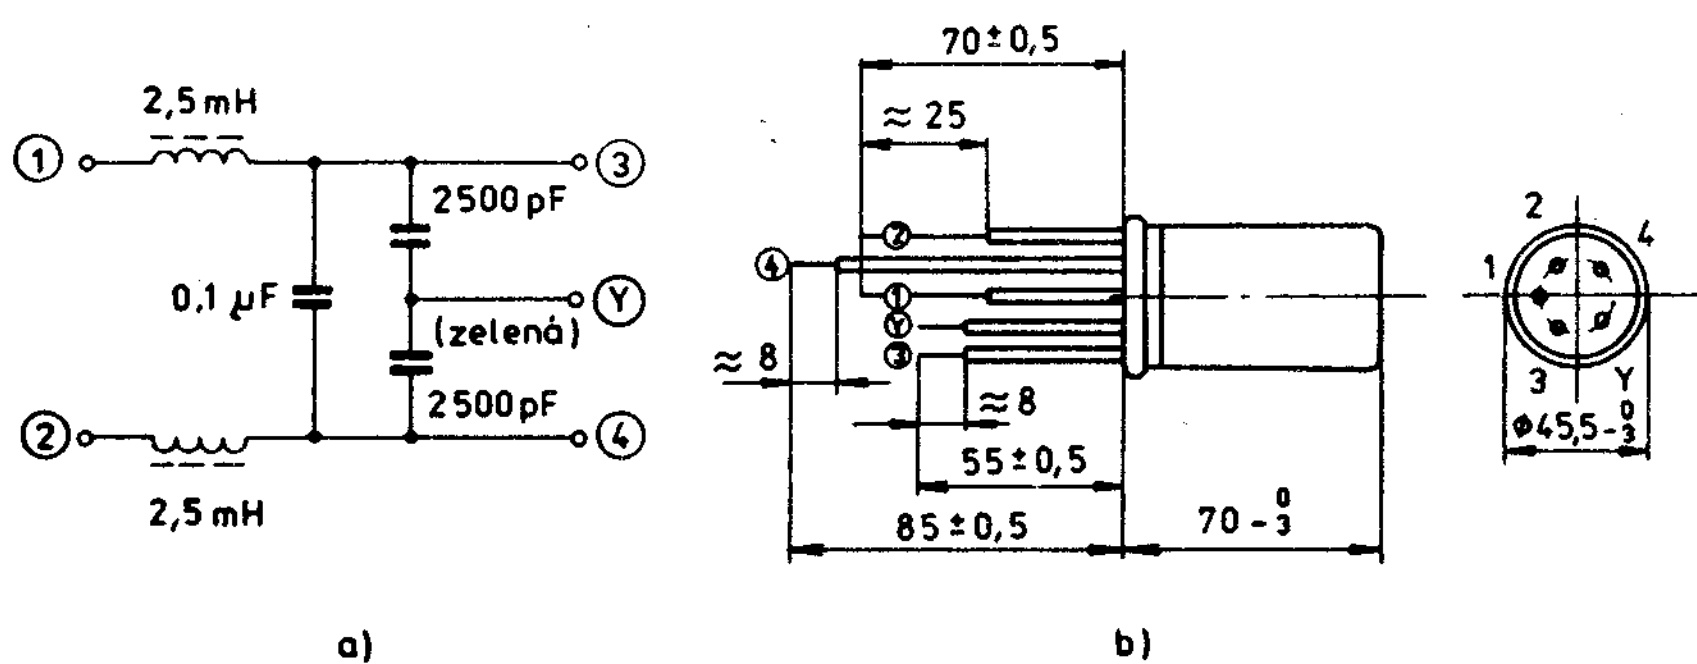 2,5 mH
1
3
2500 pF
0,1 µF
Y
(zelená)
2500 pF
2
4
2,5 mH
a)
70 ± 0,5
≈ 25
2
4
1
Y
3
≈ 8
≈ 8
55 ± 0,5
85 ± 0,5
70 - 0 3
b)
2
4
1
3
Y
ϕ45,5 - 0 3